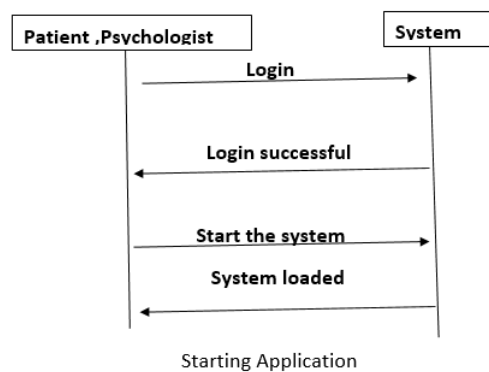 Patient ,Psychologist
System
Login
Login successful
Start the system
System loaded
Starting Application